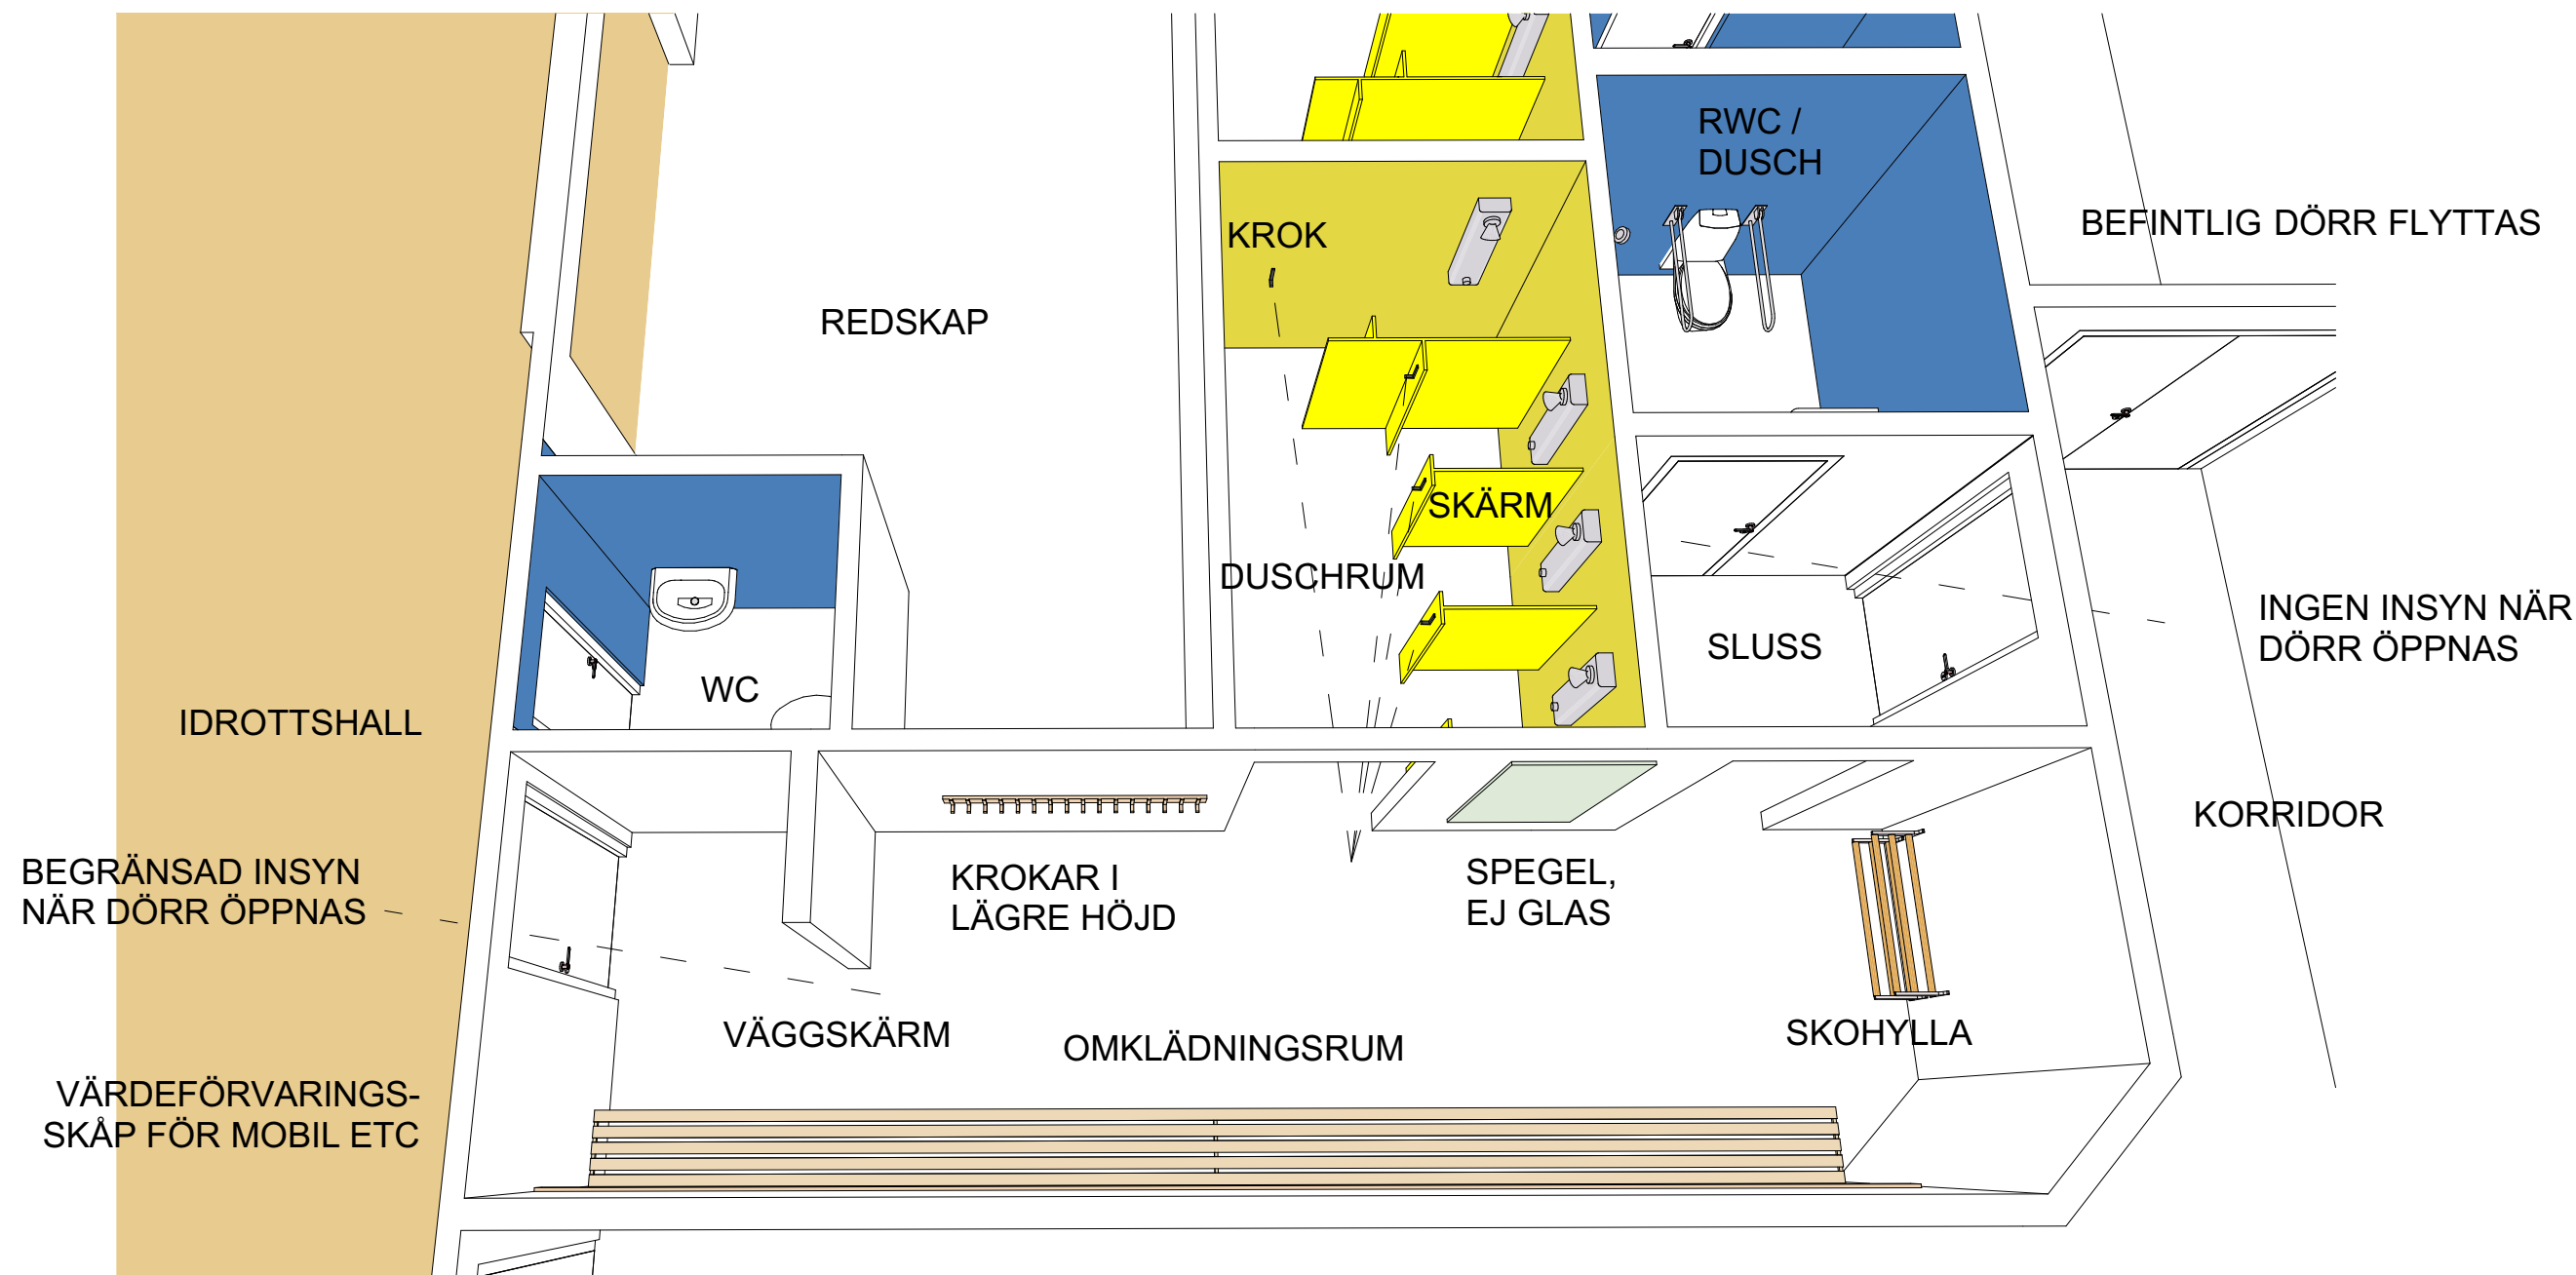 RWC /
DUSCH
BEFINTLIG DÖRR FLYTTAS
KROK
REDSKAP
SKÄRM
DUSCHRUM
INGEN INSYN NÄR
DÖRR ÖPPNAS
SLUSS
WC
IDROTTSHALL
KORRIDOR
BEGRÄNSAD INSYN
NÄR DÖRR ÖPPNAS
KROKAR I
LÄGRE HÖJD
SPEGEL,
EJ GLAS
VÄGGSKÄRM
OMKLÄDNINGSRUM
SKOHYLLA
VÄRDEFÖRVARINGS-
SKÅP FÖR MOBIL ETC